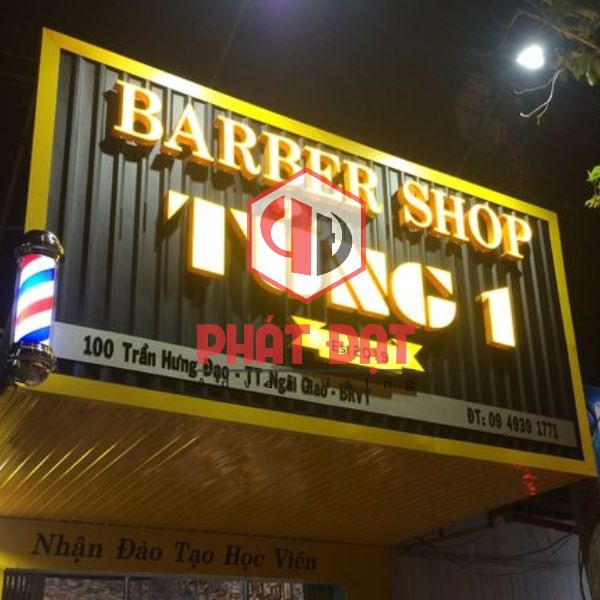 BARBER SHOP
TÙNG 1
PHÁT ĐẠT
Advertising
100 Trần Hưng Đạo - TT. Ngãi Giao - BRVT
ĐT: 09 4939 1771
Nhận Đào Tạo Học Viên